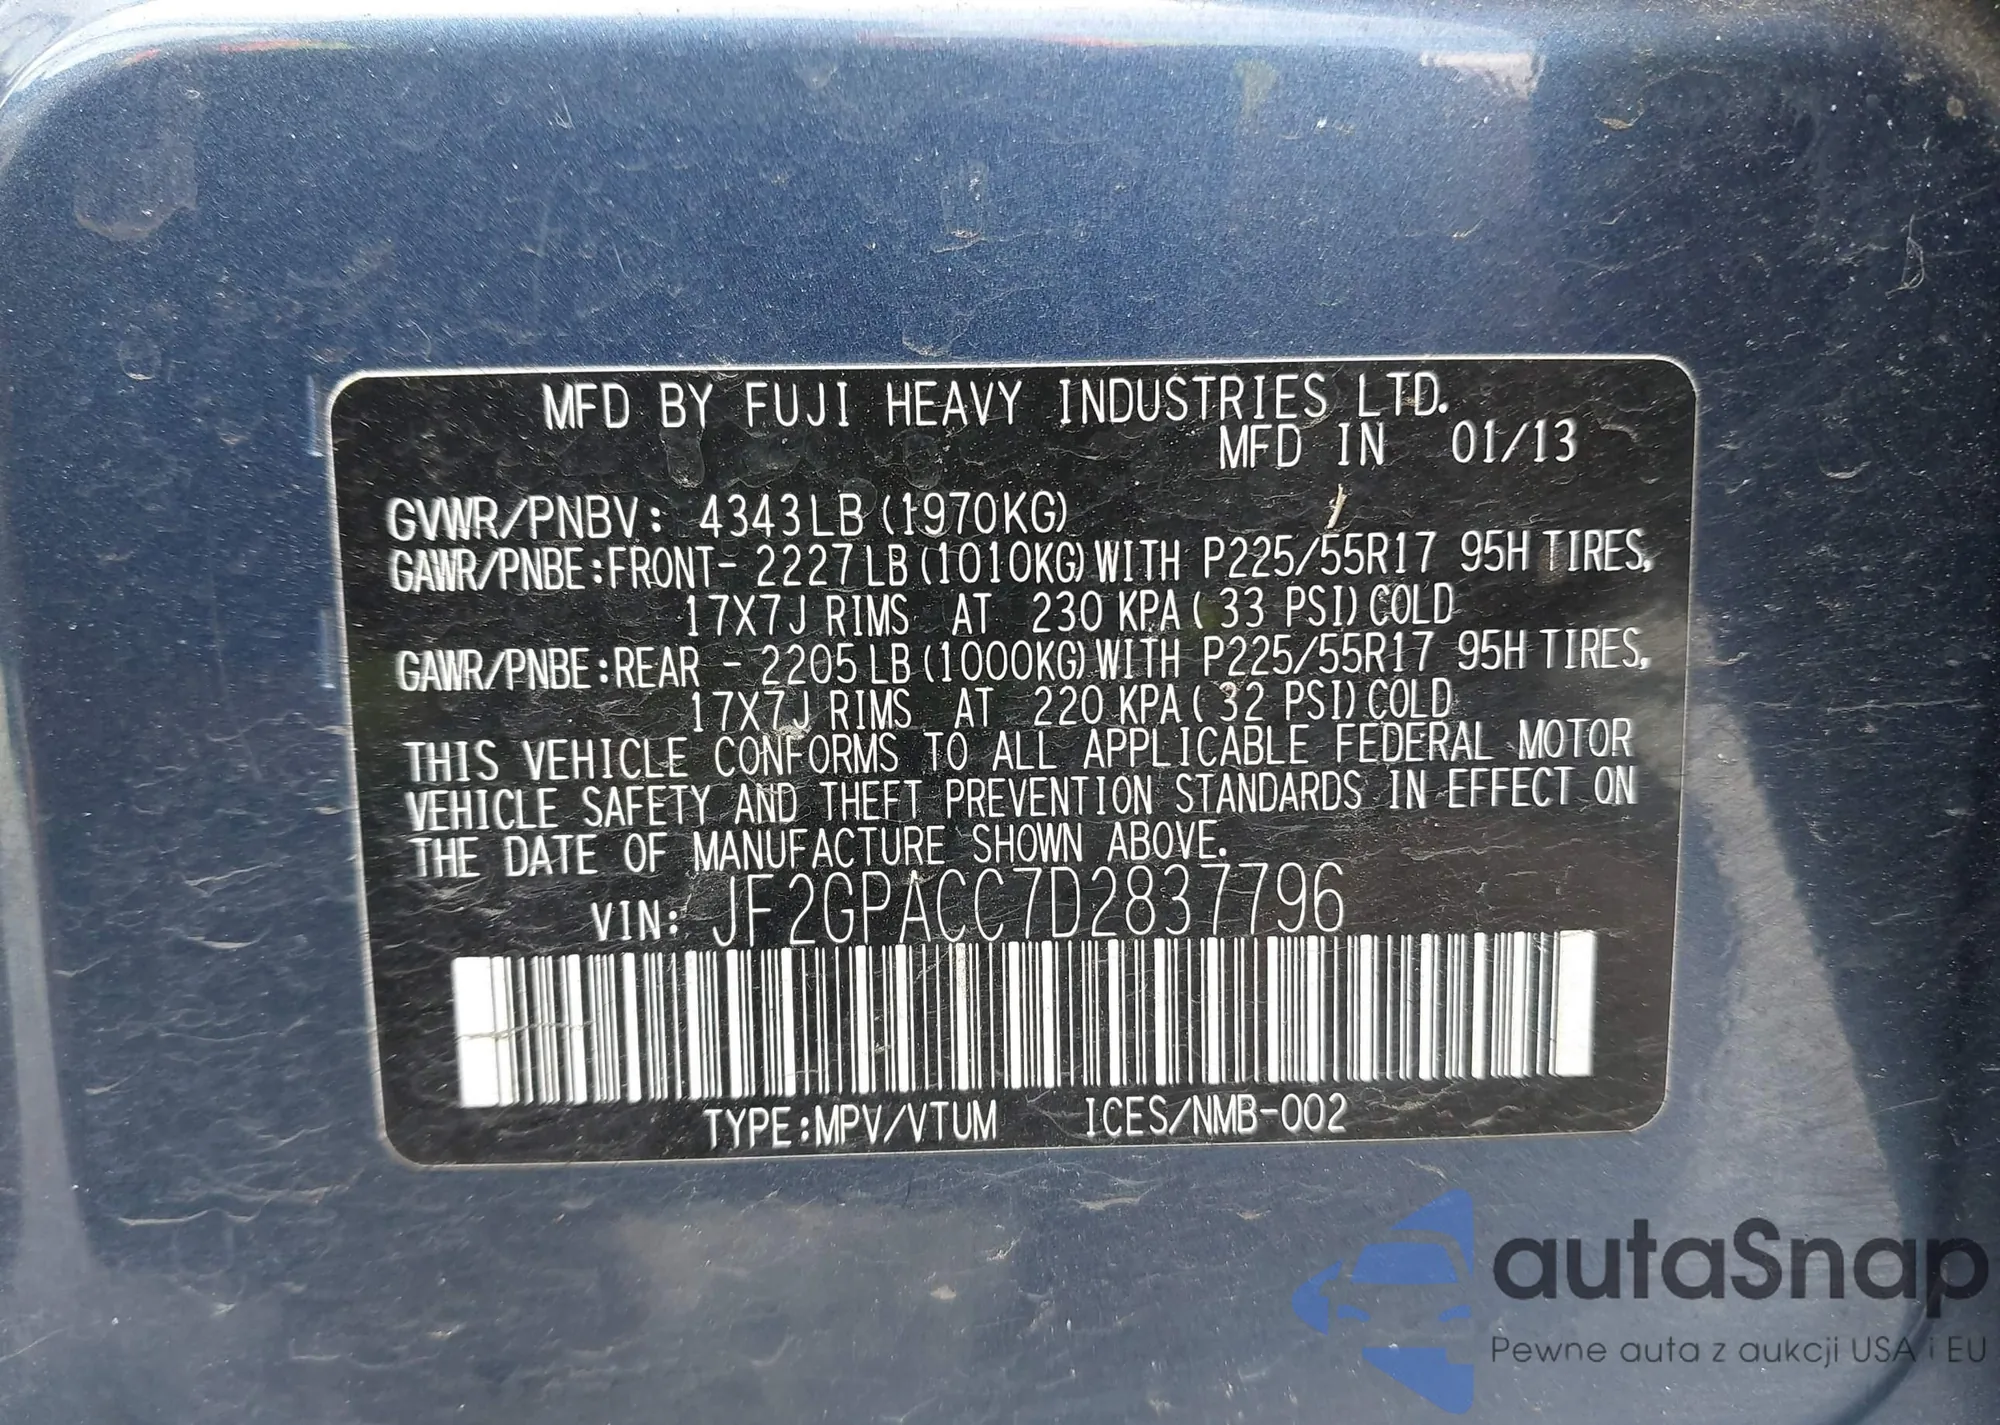 MFD BY FUJI HEAVY INDUSTRIES LTD.
MFD IN 01/13
GVWR/PNBV: 4343LB (1970KG)
GAWR/PNBE:FRONT- 2227LB (1010KG) WITH P225/55R17 95H TIRES,
17X7J RIMS AT 230 KPA ( 33 PSI) COLD
GAWR/PNBE:REAR - 2205LB (1000KG) WITH P225/55R17 95H TIRES,
17X7J RIMS AT 220 KPA ( 32 PSI) COLD
THIS VEHICLE CONFORMS TO ALL APPLICABLE FEDERAL MOTOR
VEHICLE SAFETY AND THEFT PREVENTION STANDARDS IN EFFECT ON
THE DATE OF MANUFACTURE SHOWN ABOVE.
VIN: JF2GPACC7D2837796
TYPE:MPV/VTUM ICES/NMB-002
autaSnap
Pewne auta z aukcji USA i EU